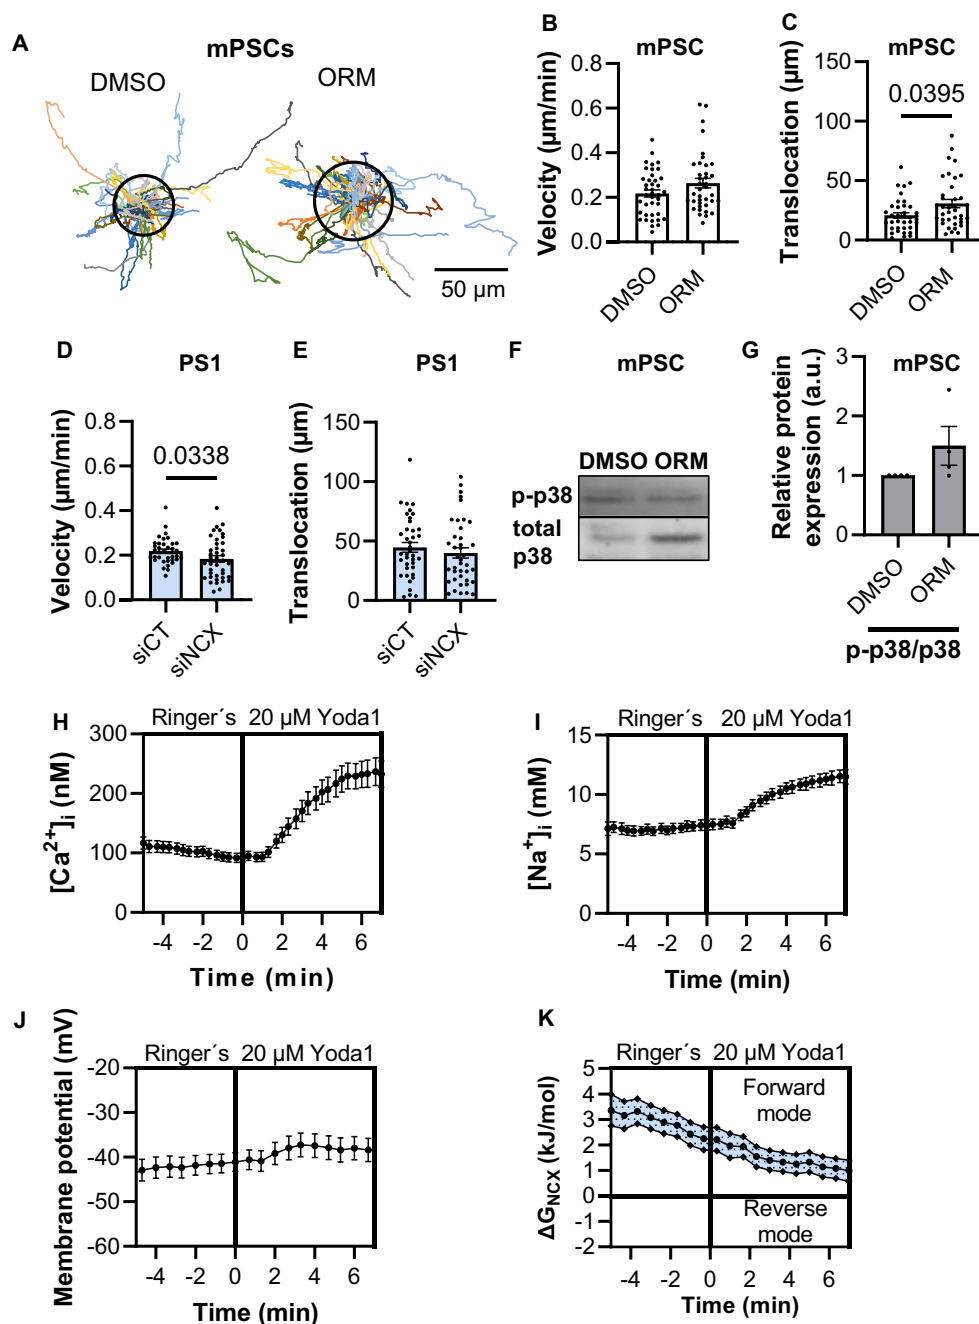 A
mPSCs
DMSO
ORM
50 µm
B
mPSC
Velocity (µm/min)
0.8
0.6
0.4
0.2
0.0
DMSO
ORM
C
mPSC
Translocation (µm)
150
100
50
0
0.0395
DMSO
ORM
D
PS1
Velocity (µm/min)
0.8
0.6
0.4
0.2
0.0
0.0338
siCT
siNCX
E
PS1
Translocation (µm)
150
100
50
0
siCT
siNCX
F
mPSC
DMSO ORM
p-p38
total
p38
G
mPSC
Relative protein
expression (a.u.)
3
2
1
0
DMSO
ORM
p-p38/p38
H
Ringer´s
20 µM Yoda1
[Ca2+]i (nM)
300
200
100
0
-4 -2 0 2 4 6
Time (min)
I
Ringer´s
20 µM Yoda1
[Na+]i (mM)
15
10
5
0
-4 -2 0 2 4 6
Time (min)
J
Ringer´s
20 µM Yoda1
Membrane potential (mV)
-20
-30
-40
-50
-60
-4 -2 0 2 4 6
Time (min)
K
Ringer´s
20 µM Yoda1
ΔGNCX (kJ/mol)
5
4
3
2
1
0
-1
-2
Forward
mode
Reverse
mode
-4 -2 0 2 4 6
Time (min)